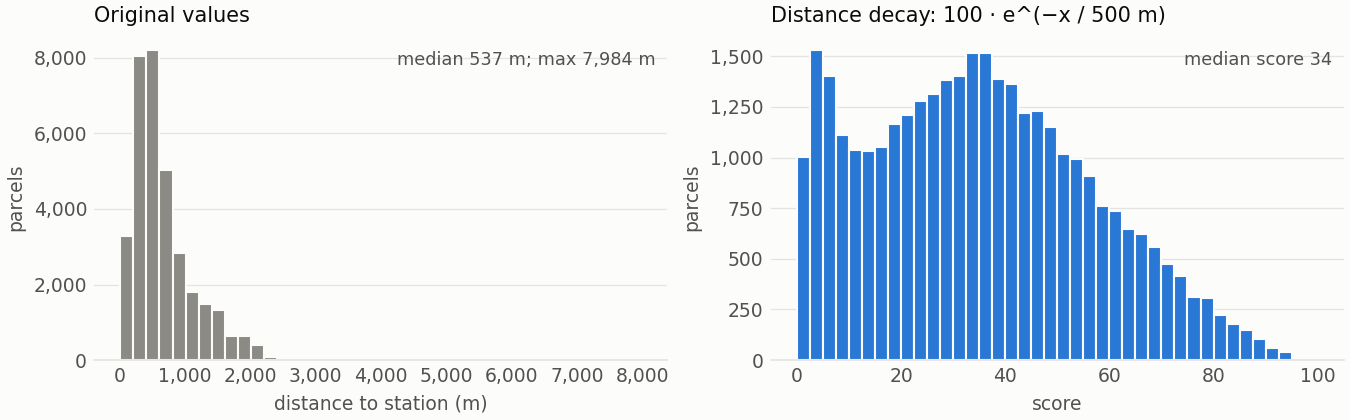 Original values
median 537 m; max 7,984 m
8,000
6,000
4,000
2,000
0
parcels
0 1,000 2,000 3,000 4,000 5,000 6,000 7,000 8,000
distance to station (m)
Distance decay: 100 · e^(−x / 500 m)
median score 34
1,500
1,250
1,000
750
500
250
0
parcels
0 20 40 60 80 100
score